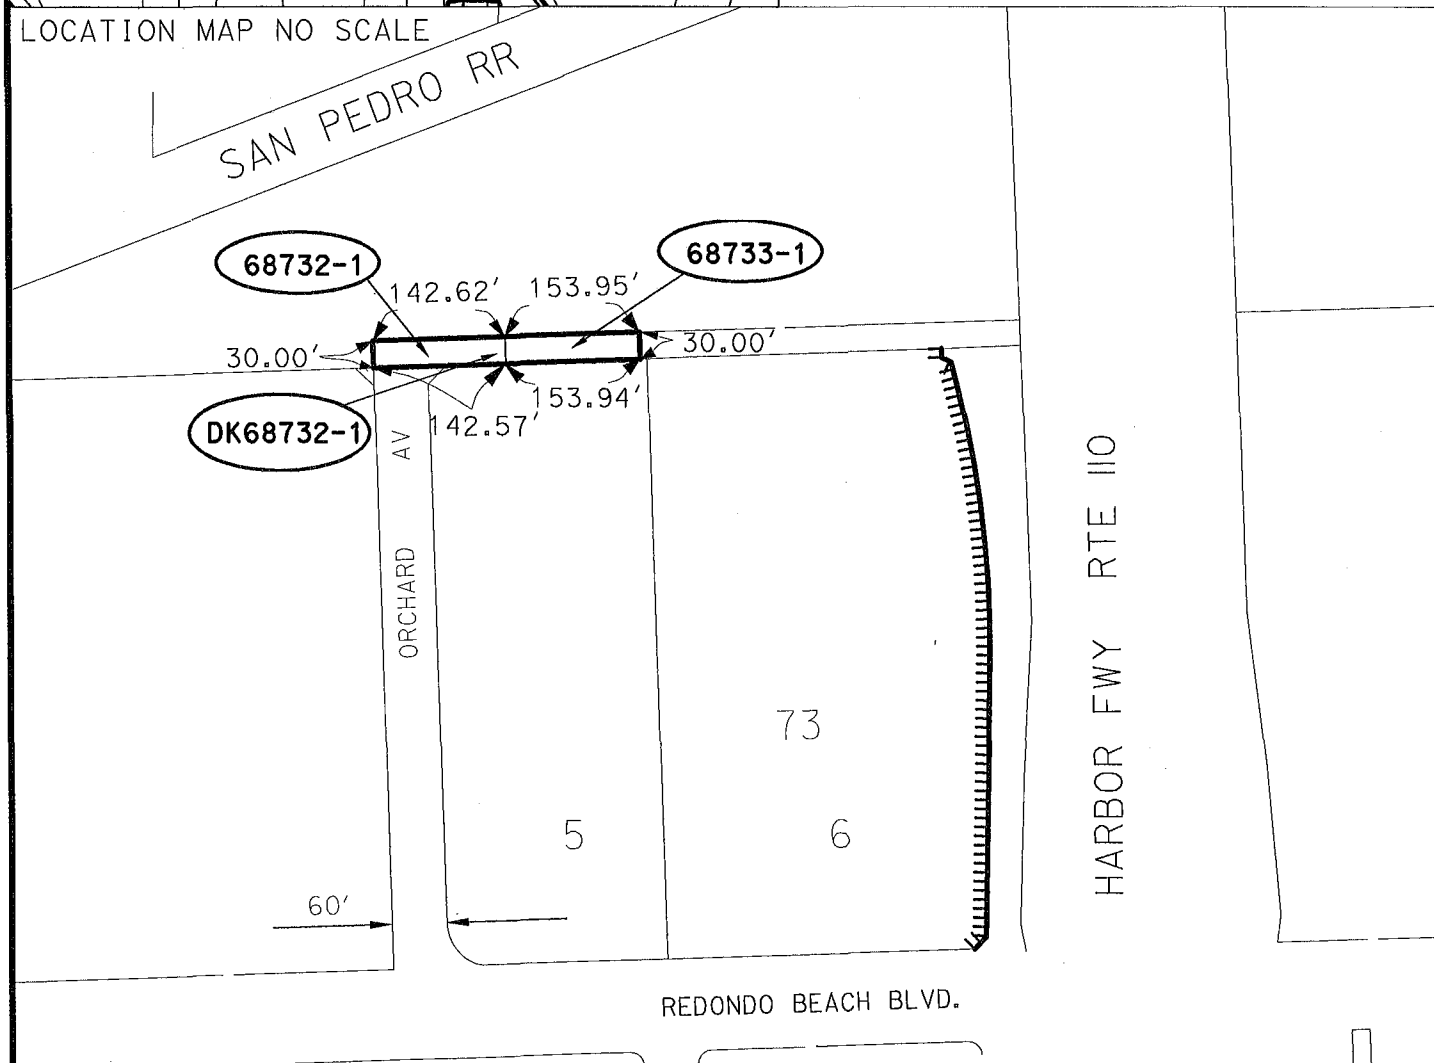 LOCATION MAP NO SCALE
SAN PEDRO RR
68732-1
68733-1
142.62'
153.95'
30.00'
30.00'
153.94'
142.57'
DK68732-1
ORCHARD AV
HARBOR FWY RTE 110
73
5
6
60'
REDONDO BEACH BLVD.